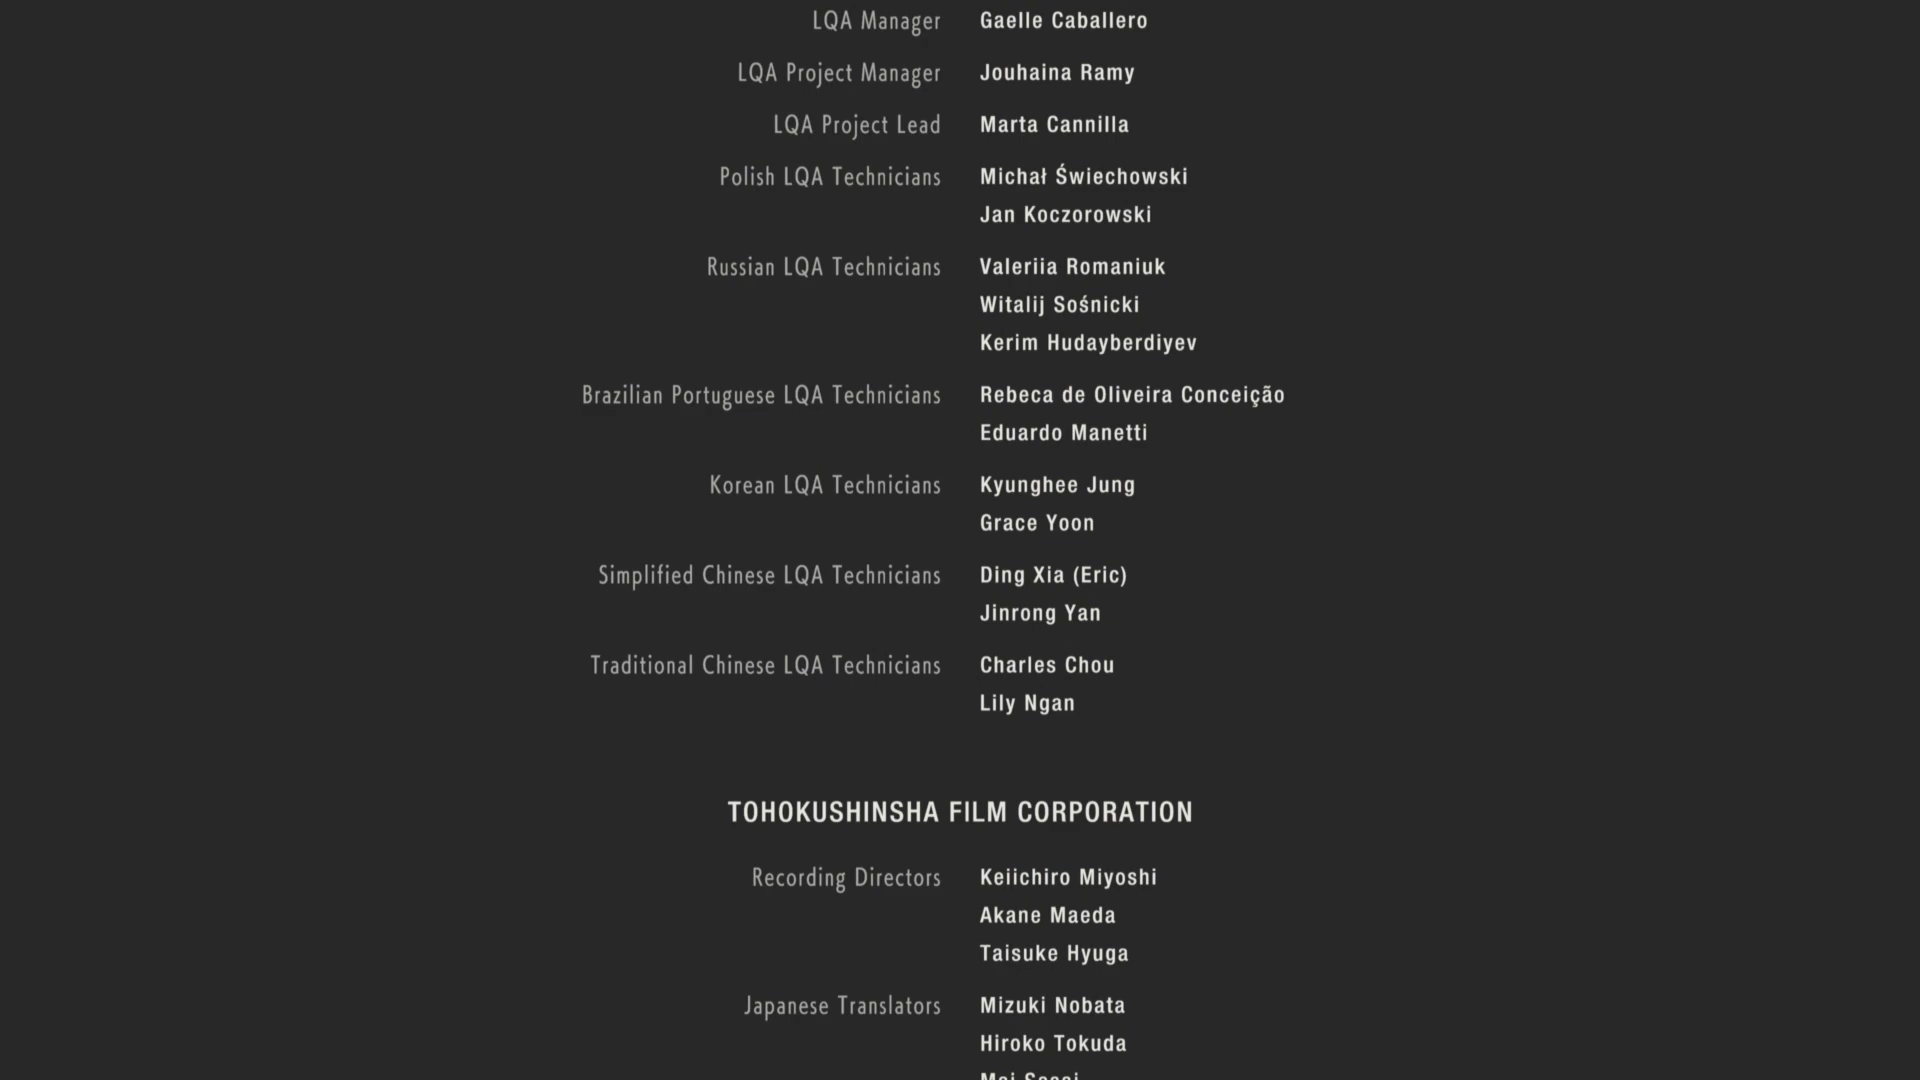 LQA Manager Gaelle Caballero
LQA Project Manager Jouhaina Ramy
LQA Project Lead Marta Cannilla
Polish LQA Technicians Michał Świechowski
Jan Koczorowski
Russian LQA Technicians Valeriia Romaniuk
Witalij Sośnicki
Kerim Hudayberdiyev
Brazilian Portuguese LQA Technicians Rebeca de Oliveira Conceição
Eduardo Manetti
Korean LQA Technicians Kyunghee Jung
Grace Yoon
Simplified Chinese LQA Technicians Ding Xia (Eric)
Jinrong Yan
Traditional Chinese LQA Technicians Charles Chou
Lily Ngan
TOHOKUSHINSHA FILM CORPORATION
Recording Directors Keiichiro Miyoshi
Akane Maeda
Taisuke Hyuga
Japanese Translators Mizuki Nobata
Hiroko Tokuda